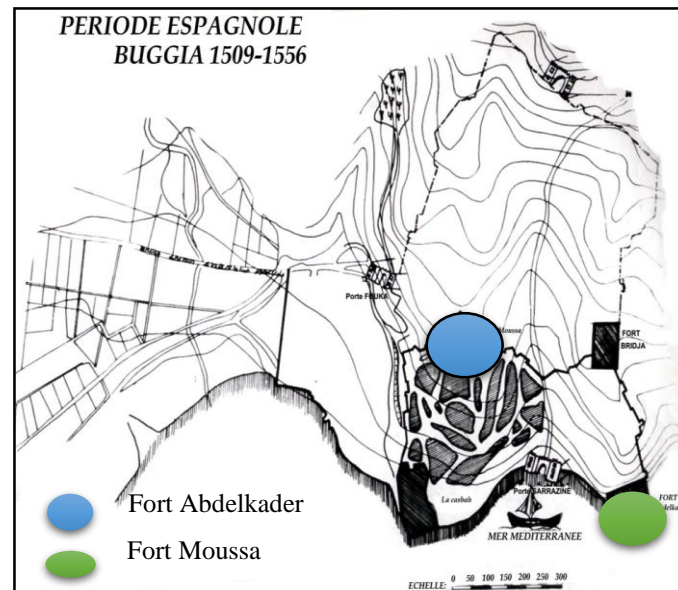 PERIODE ESPAGNOLE
BUGGIA 1509-1556
Porte FOUKA
Moussa
FORT
BRIDJA
La casbah
Porte SARRAZINE
FORT
MER MEDITERRANEE
Fort Abdelkader
Fort Moussa
ECHELLE: 0 50 100 150 200 250 300